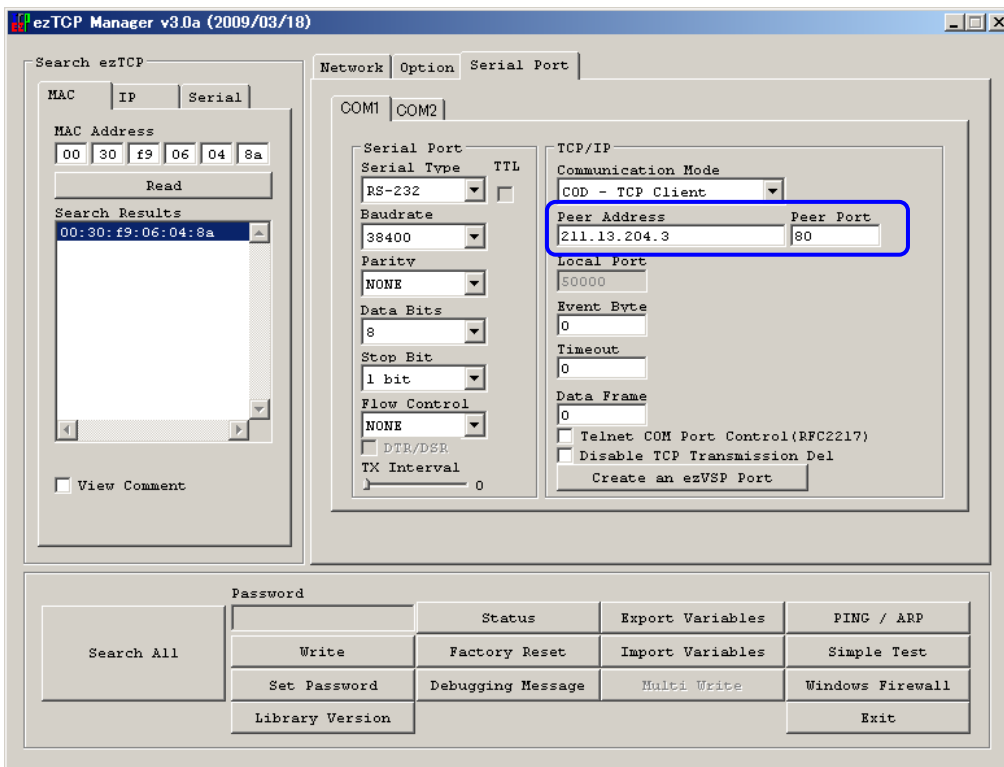 ezTCP Manager v3.0a (2009/03/18)
Search ezTCP
MAC IP Serial
MAC Address
00 30 f9 06 04 8a
Read
Search Results
00:30:f9:06:04:8a
View Comment
Network Option Serial Port
COM1 COM2
Serial Port
Serial Type TTL
RS-232
Baudrate
38400
Parity
NONE
Data Bits
8
Stop Bit
1 bit
Flow Control
NONE
DTR/DSR
TX Interval
0
TCP/IP
Communication Mode
COD - TCP Client
Peer Address Peer Port
211.13.204.3 80
Local Port
50000
Event Byte
0
Timeout
0
Data Frame
0
Telnet COM Port Control(RFC2217)
Disable TCP Transmission Del
Create an ezVSP Port
Password
Search All
Status Export Variables PING / ARP
Write Factory Reset Import Variables Simple Test
Set Password Debugging Message Multi Write Windows Firewall
Library Version Exit